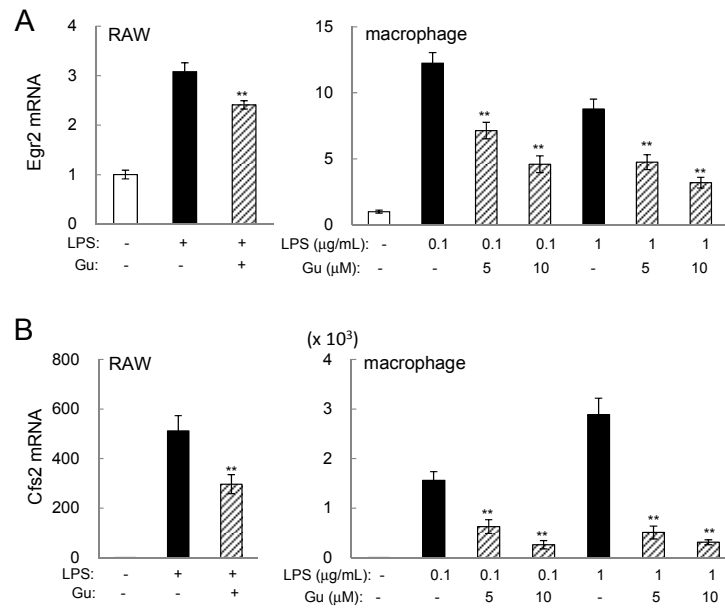 A
RAW
macrophage
Egr2 mRNA
4
3
2
1
0
15
10
5
0
**
** ** ** **
LPS: - + +
Gu: - - +
LPS (μg/mL): - 0.1 0.1 0.1 1 1 1
Gu (μM): - - 5 10 - 5 10
B
(x 10³)
RAW
macrophage
Cfs2 mRNA
800
600
400
200
0
4
3
2
1
0
**
** ** ** **
LPS: - + +
Gu: - - +
LPS (μg/mL): - 0.1 0.1 0.1 1 1 1
Gu (μM): - - 5 10 - 5 10